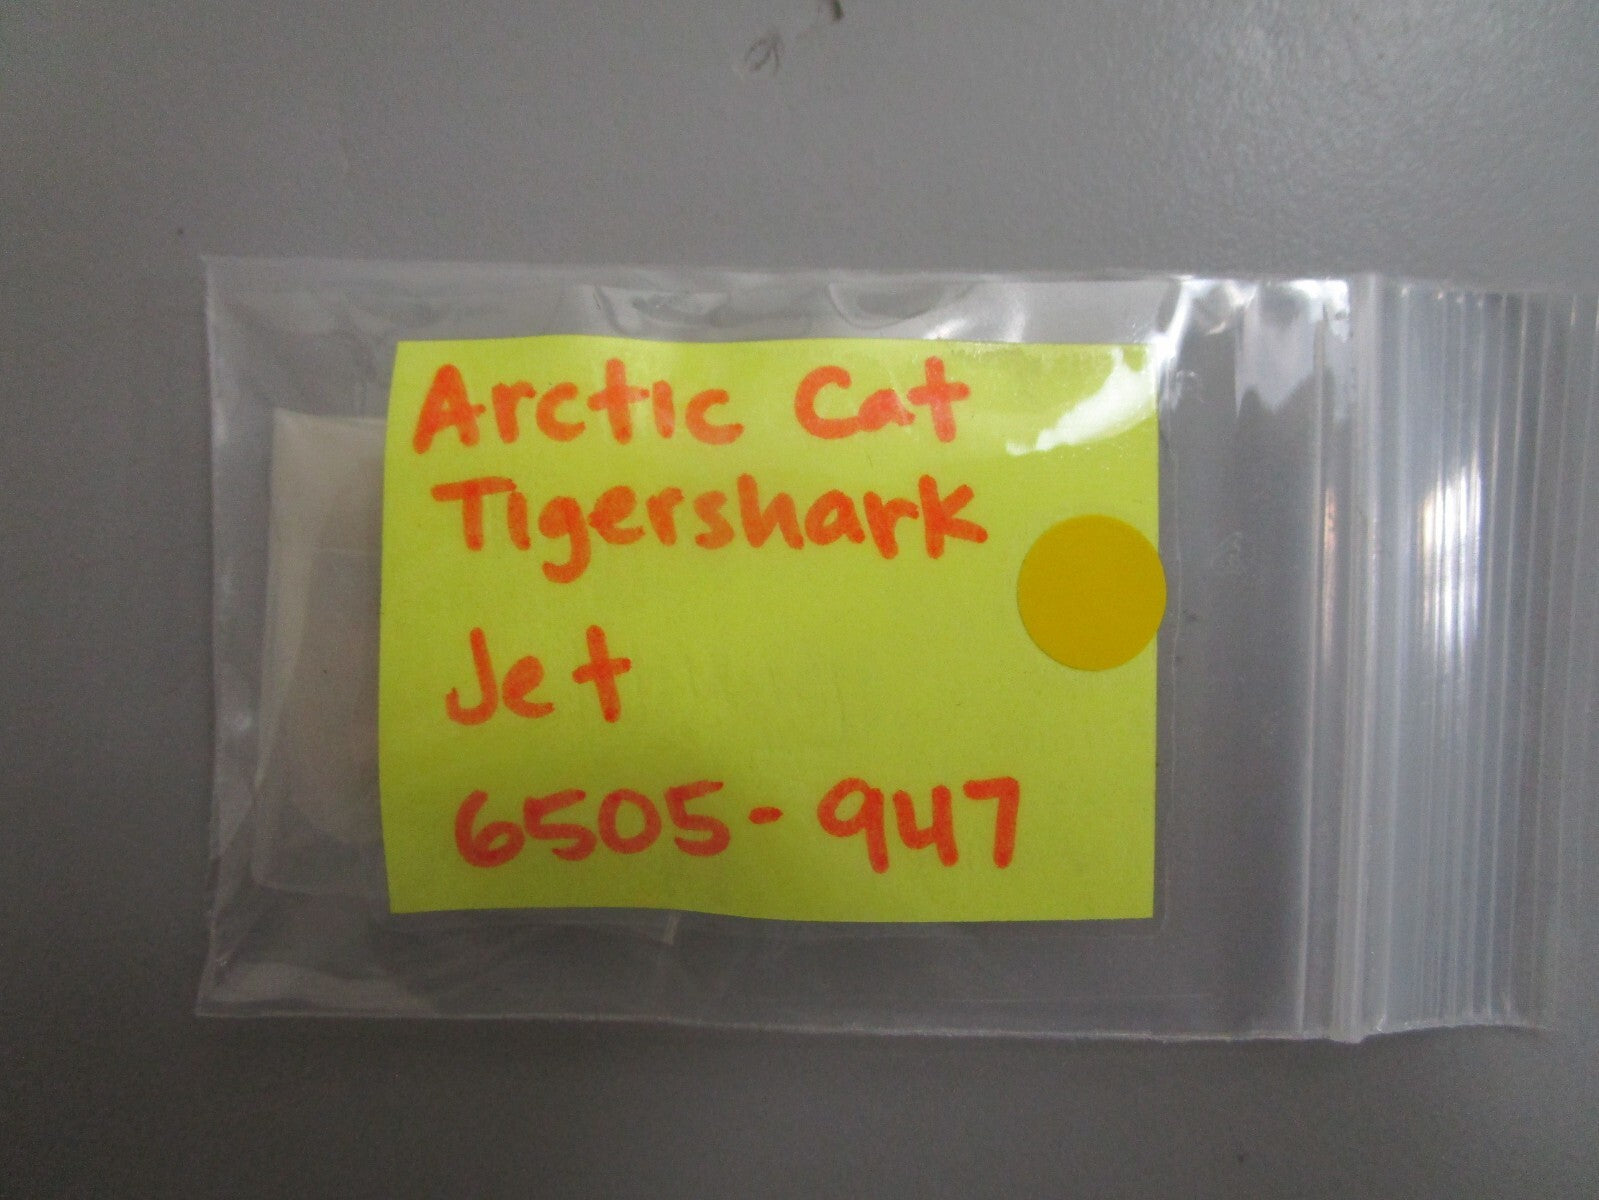 Arctic Cat
Tigershark
Jet
6505-947